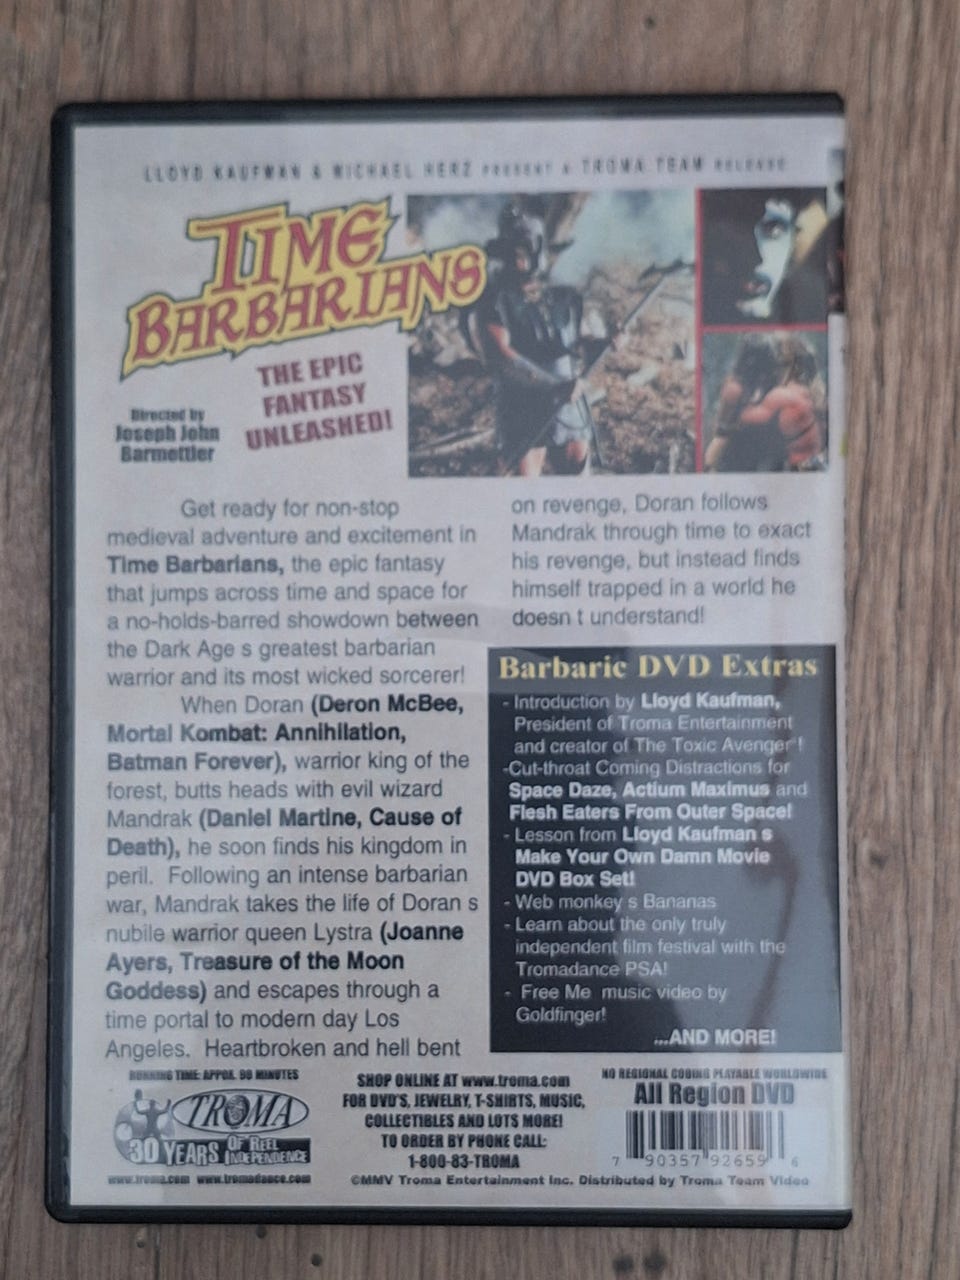 LLOYD KAUFMAN & MICHAEL HERZ PRESENT A TROMA TEAM RELEASE
TIME
BARBARIANS
THE EPIC
FANTASY
UNLEASHED!
Directed by
Joseph John
Barmettler
Get ready for non-stop
medieval adventure and excitement in
Time Barbarians, the epic fantasy
that jumps across time and space for
a no-holds-barred showdown between
the Dark Age s greatest barbarian
warrior and its most wicked sorcerer!
When Doran (Deron McBee,
Mortal Kombat: Annihilation,
Batman Forever), warrior king of the
forest, butts heads with evil wizard
Mandrak (Daniel Martine, Cause of
Death), he soon finds his kingdom in
peril. Following an intense barbarian
war, Mandrak takes the life of Doran s
nubile warrior queen Lystra (Joanne
Ayers, Treasure of the Moon
Goddess) and escapes through a
time portal to modern day Los
Angeles. Heartbroken and hell bent
on revenge, Doran follows
Mandrak through time to exact
his revenge, but instead finds
himself trapped in a world he
doesn t understand!
Barbaric DVD Extras
- Introduction by Lloyd Kaufman,
President of Troma Entertainment
and creator of The Toxic Avenger !
-Cut-throat Coming Distractions for
Space Daze, Actium Maximus and
Flesh Eaters From Outer Space!
- Lesson from Lloyd Kaufman s
Make Your Own Damn Movie
DVD Box Set!
- Web monkey s Bananas
- Learn about the only truly
independent film festival with the
Tromadance PSA!
- Free Me music video by
Goldfinger!
...AND MORE!
RUNNING TIME: APPOX. 90 MINUTES
TROMA
30 YEARS OF REEL
INDEPENDENCE
www.troma.com www.tromadance.com
SHOP ONLINE AT www.troma.com
FOR DVD'S, JEWELRY, T-SHIRTS, MUSIC,
COLLECTIBLES AND LOTS MORE!
TO ORDER BY PHONE CALL:
1-800-83-TROMA
©MMV Troma Entertainment Inc. Distributed by Troma Team Video
NO REGIONAL CODING PLAYABLE WORLDWIDE
All Region DVD
7 90357 92659 6